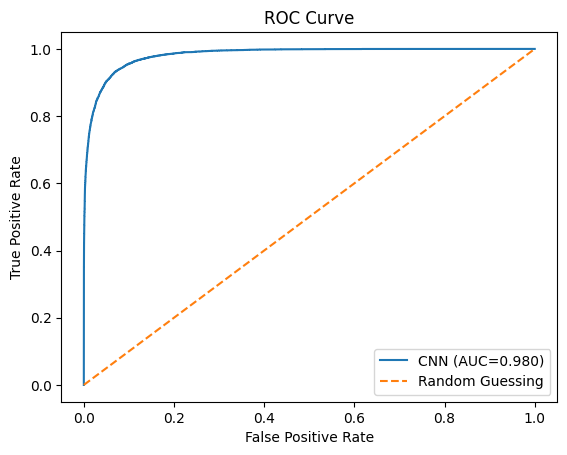 ROC Curve
True Positive Rate
1.0
0.8
0.6
0.4
0.2
0.0
0.0 0.2 0.4 0.6 0.8 1.0
False Positive Rate
CNN (AUC=0.980)
Random Guessing